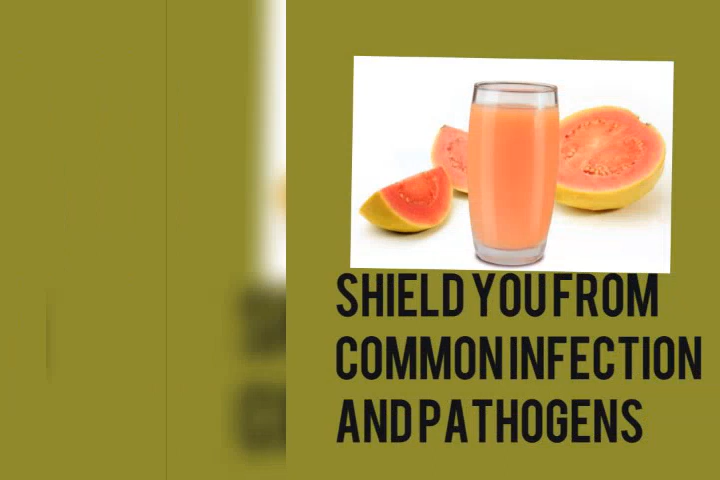 SHIELD YOU FROM
COMMON INFECTION
AND PATHOGENS